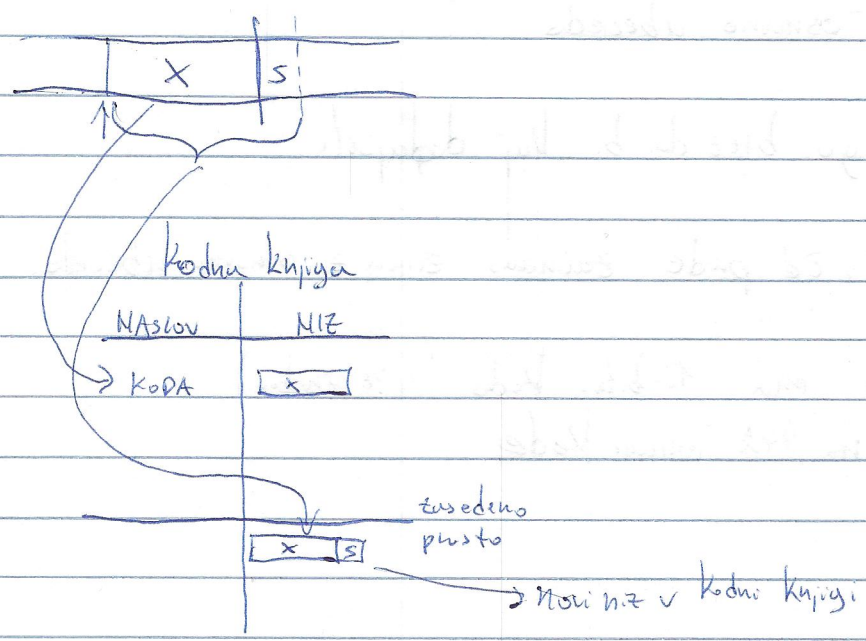 X S
Kodna knjiga
NASLOV NIZ
KODA X
zasedeno
prosto
X S
novi niz v kodni knjigi